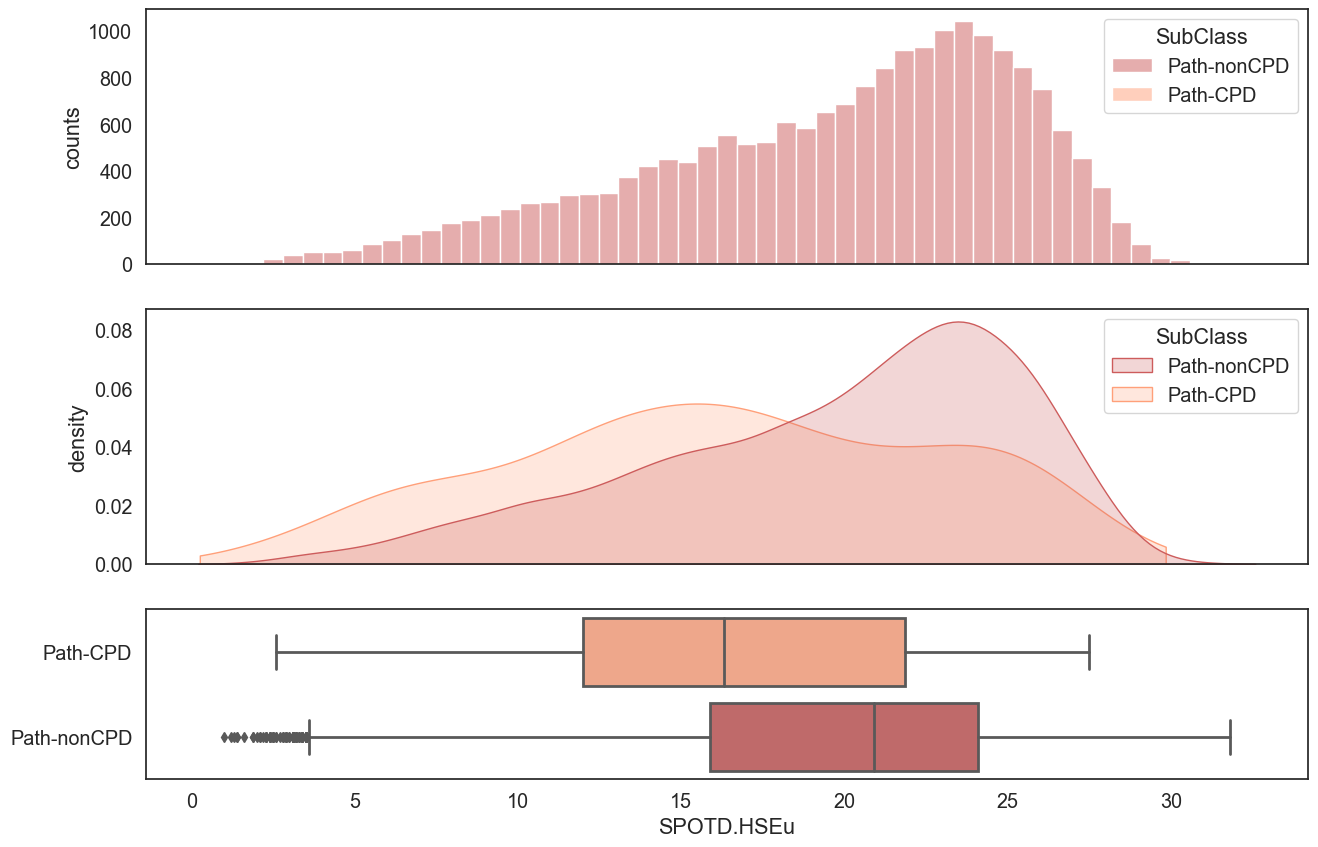 1000
800
600
400
200
0
counts
SubClass
Path-nonCPD
Path-CPD
0.08
0.06
0.04
0.02
0.00
density
SubClass
Path-nonCPD
Path-CPD
Path-CPD
Path-nonCPD
0 5 10 15 20 25 30
SPOTD.HSEu